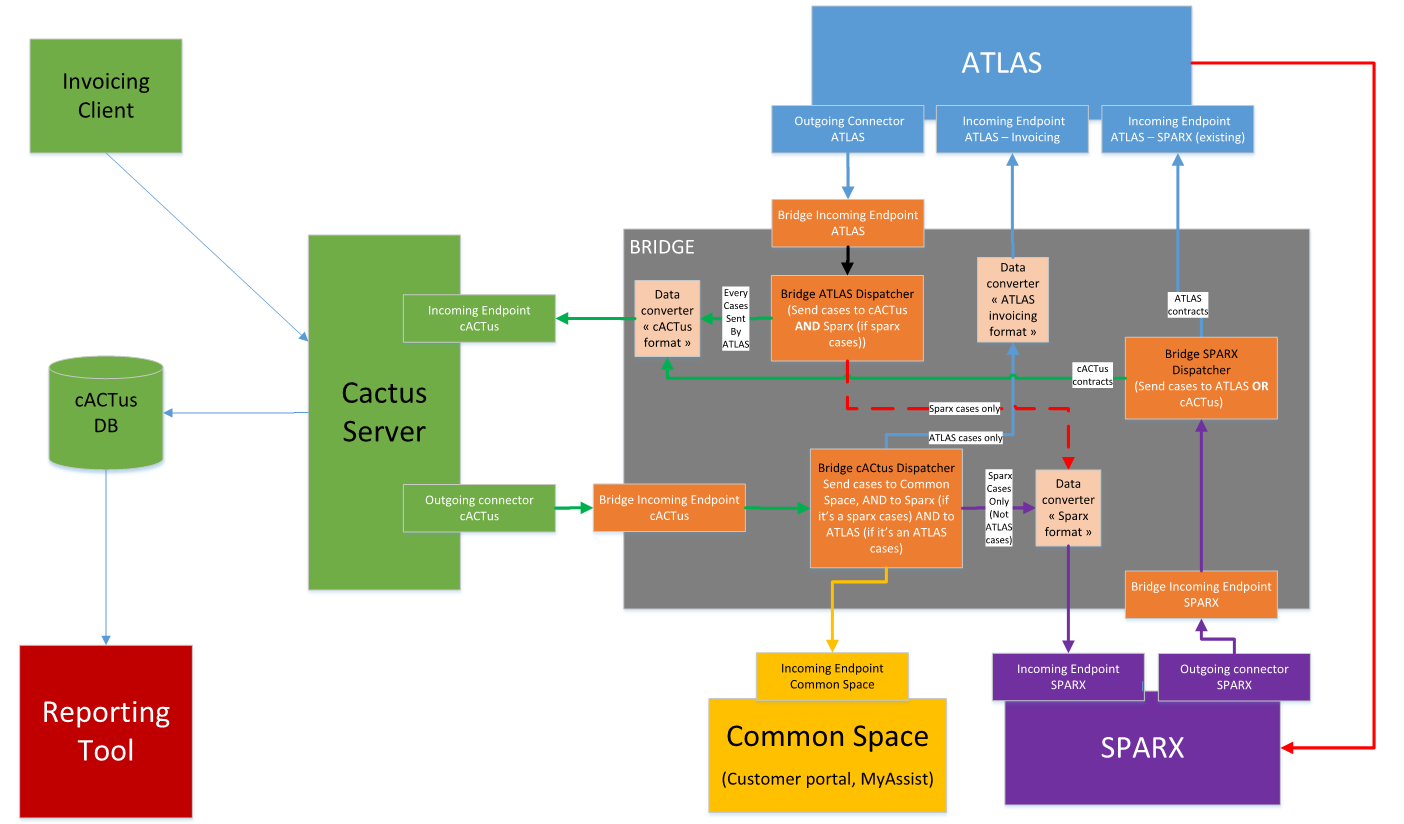 ATLAS
Invoicing
Client
Outgoing Connector
ATLAS
Incoming Endpoint
ATLAS – Invoicing
Incoming Endpoint
ATLAS – SPARX (existing)
Bridge Incoming Endpoint
ATLAS
BRIDGE
Data
converter
« cACTus
format »
Every
Cases
Sent
By
ATLAS
Bridge ATLAS Dispatcher
(Send cases to cACTus
AND Sparx (if sparx
cases))
Data
converter
« ATLAS
invoicing
format »
ATLAS
contracts
Incoming Endpoint
cACTus
Bridge SPARX
Dispatcher
(Send cases to ATLAS OR
cACTus)
cACTus
contracts
Cactus
Server
cACTus
DB
Sparx cases only
ATLAS cases only
Bridge cACtus Dispatcher
Send cases to Common
Space, AND to Sparx (if
it's a sparx cases) AND to
ATLAS (if it's an ATLAS
cases)
Sparx
Cases
Only
(Not
ATLAS
cases)
Data
converter
« Sparx
format »
Outgoing connector
cACTus
Bridge Incoming Endpoint
cACTus
Bridge Incoming Endpoint
SPARX
Incoming Endpoint
Common Space
Incoming Endpoint
SPARX
Outgoing connector
SPARX
Reporting
Tool
Common Space
(Customer portal, MyAssist)
SPARX